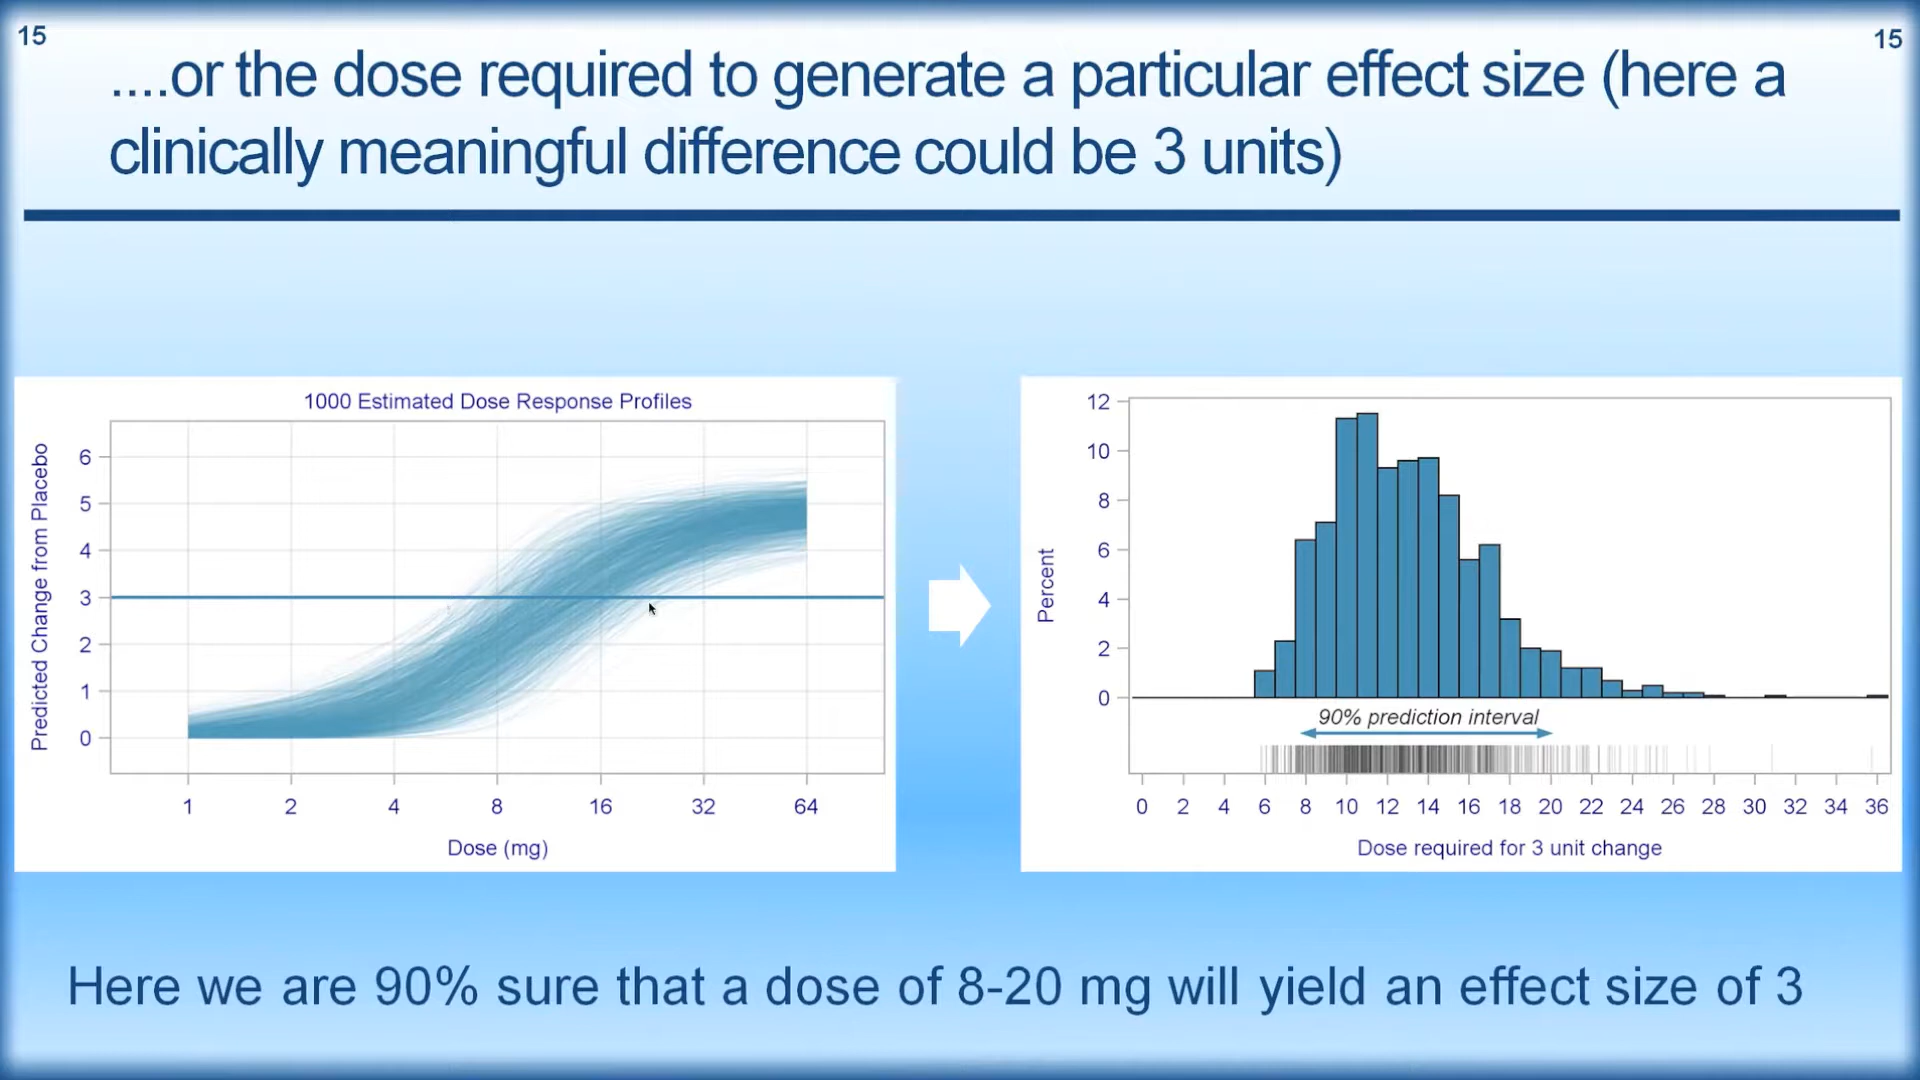 15
15
....or the dose required to generate a particular effect size (here a
clinically meaningful difference could be 3 units)
1000 Estimated Dose Response Profiles
Predicted Change from Placebo
6
5
4
3
2
1
0
1 2 4 8 16 32 64
Dose (mg)
Percent
12
10
8
6
4
2
0
90% prediction interval
0 2 4 6 8 10 12 14 16 18 20 22 24 26 28 30 32 34 36
Dose required for 3 unit change
Here we are 90% sure that a dose of 8-20 mg will yield an effect size of 3